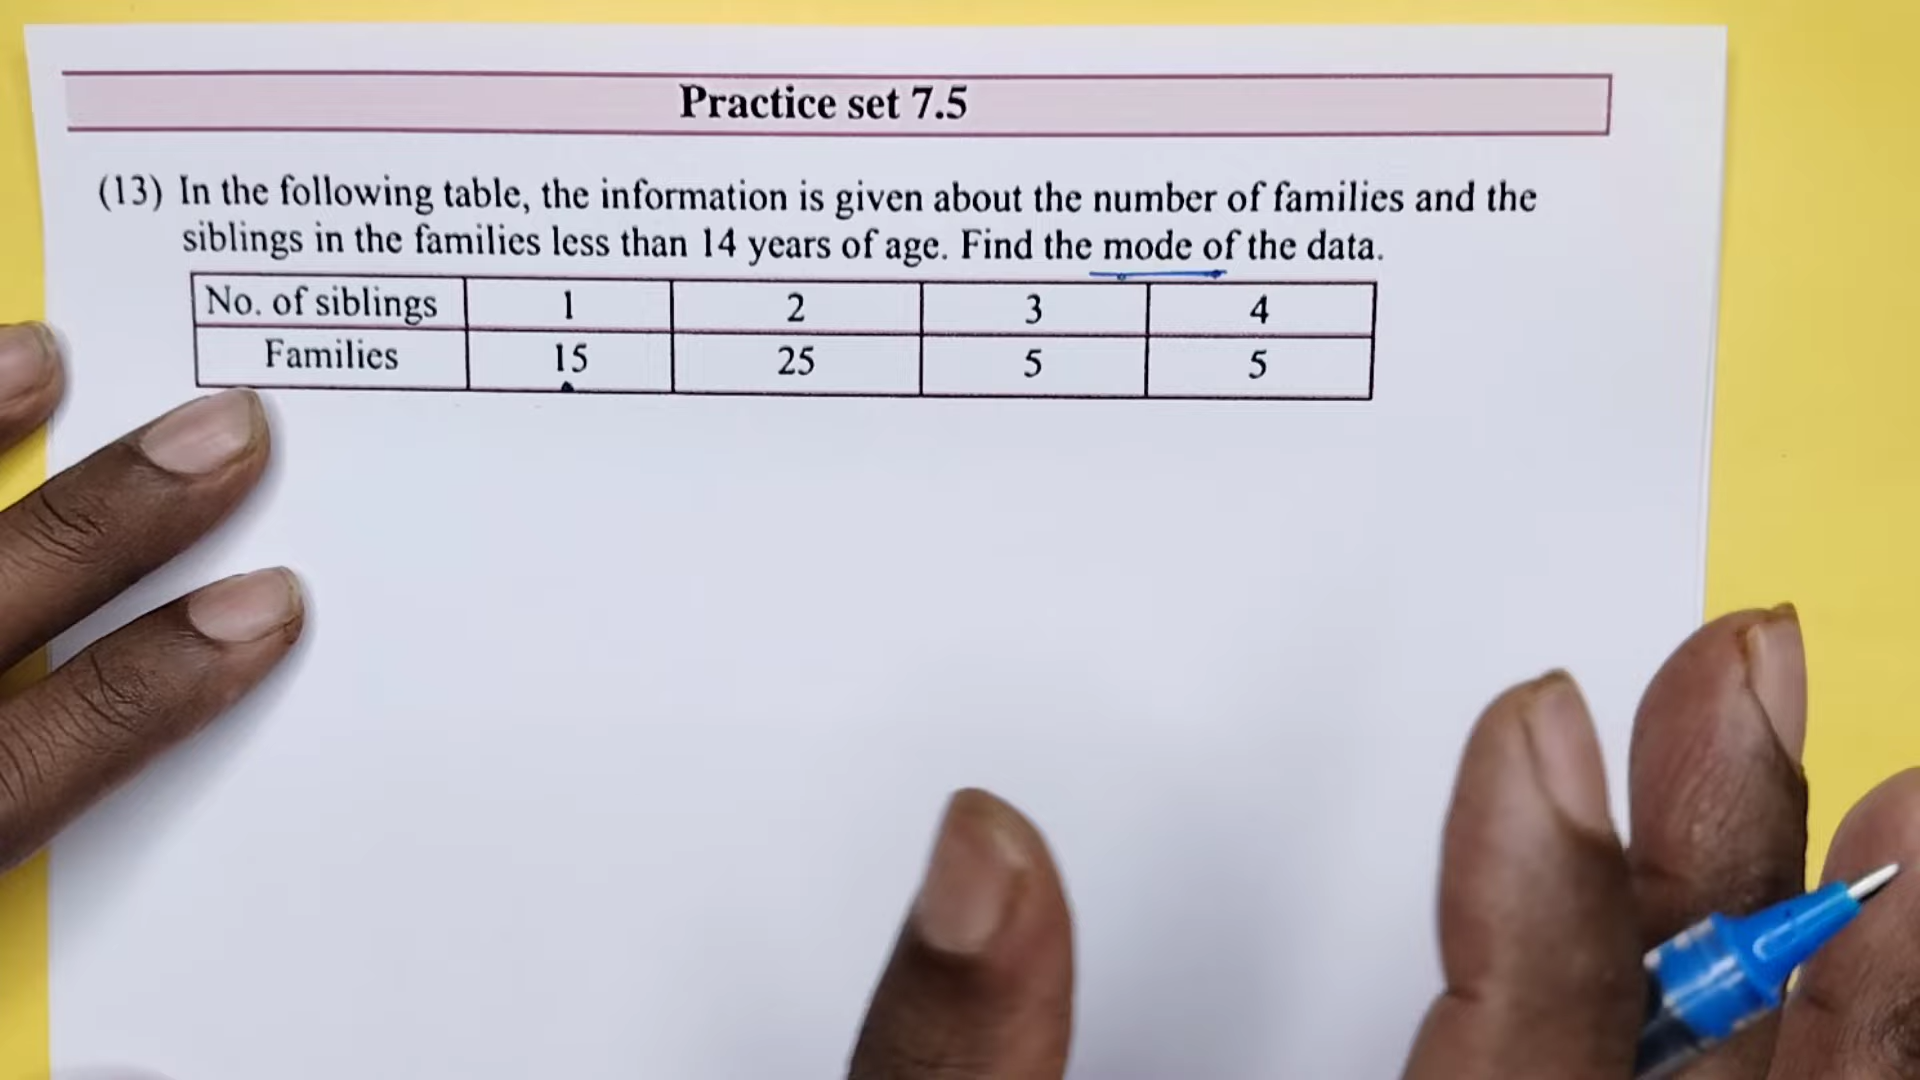 Practice set 7.5
(13) In the following table, the information is given about the number of families and the
siblings in the families less than 14 years of age. Find the mode of the data.
No. of siblings 1 2 3 4
Families 15 25 5 5